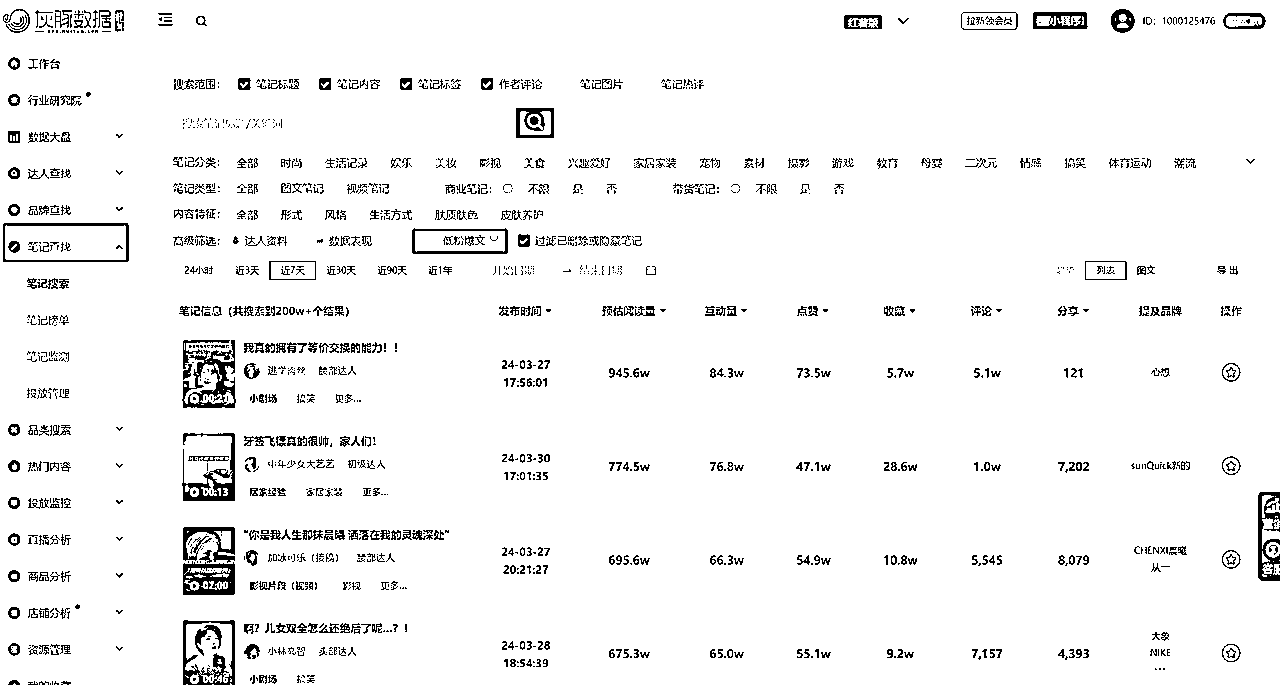 灰豚数据
ID: 1000125476
拉新领会员
小程序
工作台
行业研究院
数据大盘
达人查找
品牌查找
笔记查找
笔记搜索
笔记榜单
笔记监测
投放管理
品类搜索
热门内容
投放监控
直播分析
商品分析
店铺分析
资源管理
我的收藏
搜索范围: 笔记标题 笔记内容 笔记标签 作者评论 笔记图片 笔记热评
笔记分类: 全部 时尚 生活记录 娱乐 美妆 影视 美食 兴趣爱好 家居家装 宠物 素材 摄影 游戏 教育 母婴 二次元 情感 搞笑 体育运动 潮流
笔记类型: 全部 图文笔记 视频笔记 商业笔记: 不限 是 否 带货笔记: 不限 是 否
内容特征: 全部 形式 风格 生活方式 肤质肤色 皮肤养护
高级筛选: 达人资料 数据表现 低粉爆文 过滤已删除或隐藏笔记
24小时 近3天 近7天 近30天 近90天 近1年 开始日期 → 结束日期 列表 图文 导出
笔记信息 (共搜索到200w+个结果) 发布时间 预估阅读量 互动量 点赞 收藏 评论 分享 提及品牌 操作
我真的拥有了等价交换的能力！！
腰部达人
小剧场 搞笑 更多...
00:21
24-03-27
17:56:01
945.6w 84.3w 73.5w 5.7w 5.1w 121 心想
牙签飞镖真的很帅，家人们！
中年少女大艺艺 初级达人
居家经验 家居家装 更多...
00:13
24-03-30
17:01:35
774.5w 76.8w 47.1w 28.6w 1.0w 7,202 sunQuick新的
“你是我人生那抹晨曦 洒落在我的灵魂深处”
加冰可乐（接稿） 腰部达人
影视片段（视频） 影视 更多...
02:00
24-03-27
20:21:27
695.6w 66.3w 54.9w 10.8w 5,545 8,079 CHENXI晨曦
从一
啊？儿女双全怎么还绝后了呢...？！
头部达人
小剧场 搞笑
00:46
24-03-28
18:54:39
675.3w 65.0w 55.1w 9.2w 7,157 4,393 大象
NIKE
...